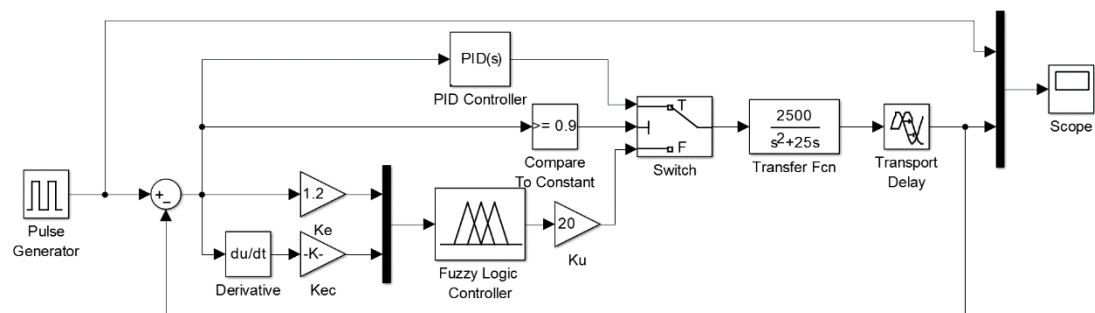 PID(s)
PID Controller
>= 0.9
Compare
To Constant
T
F
Switch
2500
s²+25s
Transfer Fcn
Transport
Delay
Scope
+
−
Pulse
Generator
1.2
Ke
du/dt
Derivative
-K-
Kec
Fuzzy Logic
Controller
20
Ku